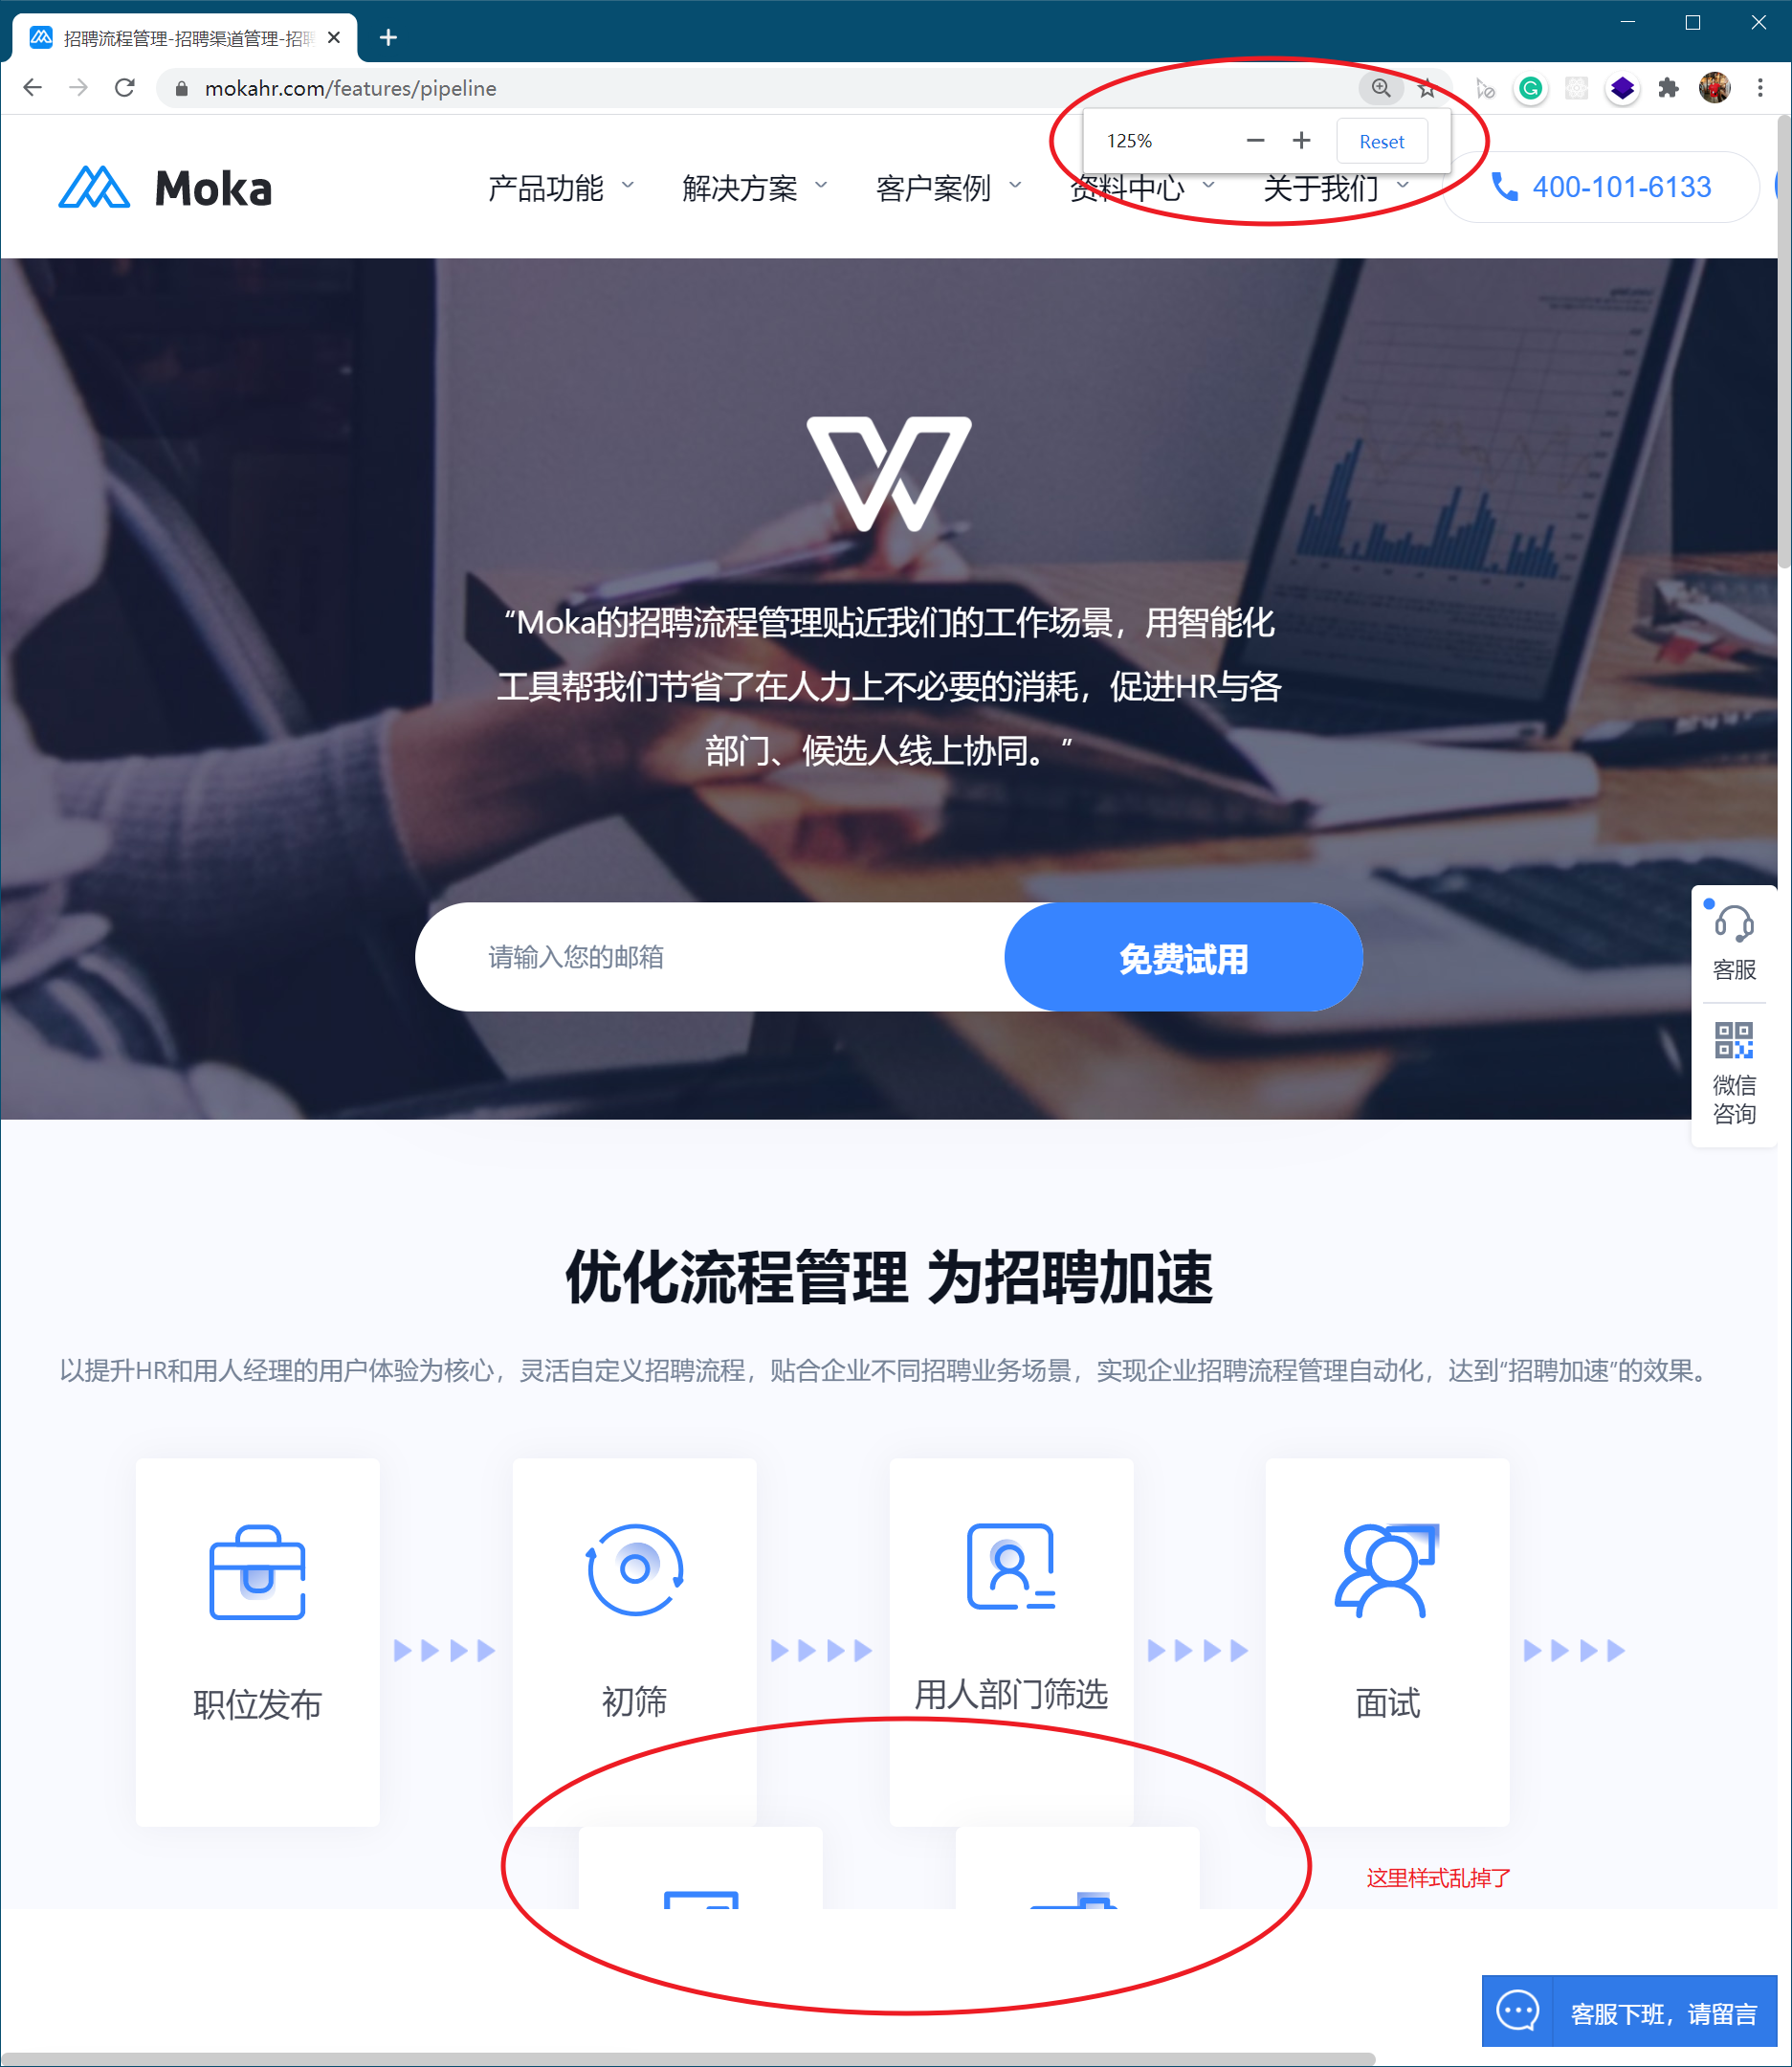 招聘流程管理-招聘渠道管理-招聘
mokahr.com/features/pipeline
125%
Reset
Moka
产品功能
解决方案
客户案例
资料中心
关于我们
400-101-6133
“Moka的招聘流程管理贴近我们的工作场景，用智能化
工具帮我们节省了在人力上不必要的消耗，促进HR与各
部门、候选人线上协同。”
请输入您的邮箱
免费试用
客服
微信
咨询
优化流程管理 为招聘加速
以提升HR和用人经理的用户体验为核心，灵活自定义招聘流程，贴合企业不同招聘业务场景，实现企业招聘流程管理自动化，达到“招聘加速”的效果。
职位发布
初筛
用人部门筛选
面试
这里样式乱掉了
客服下班，请留言